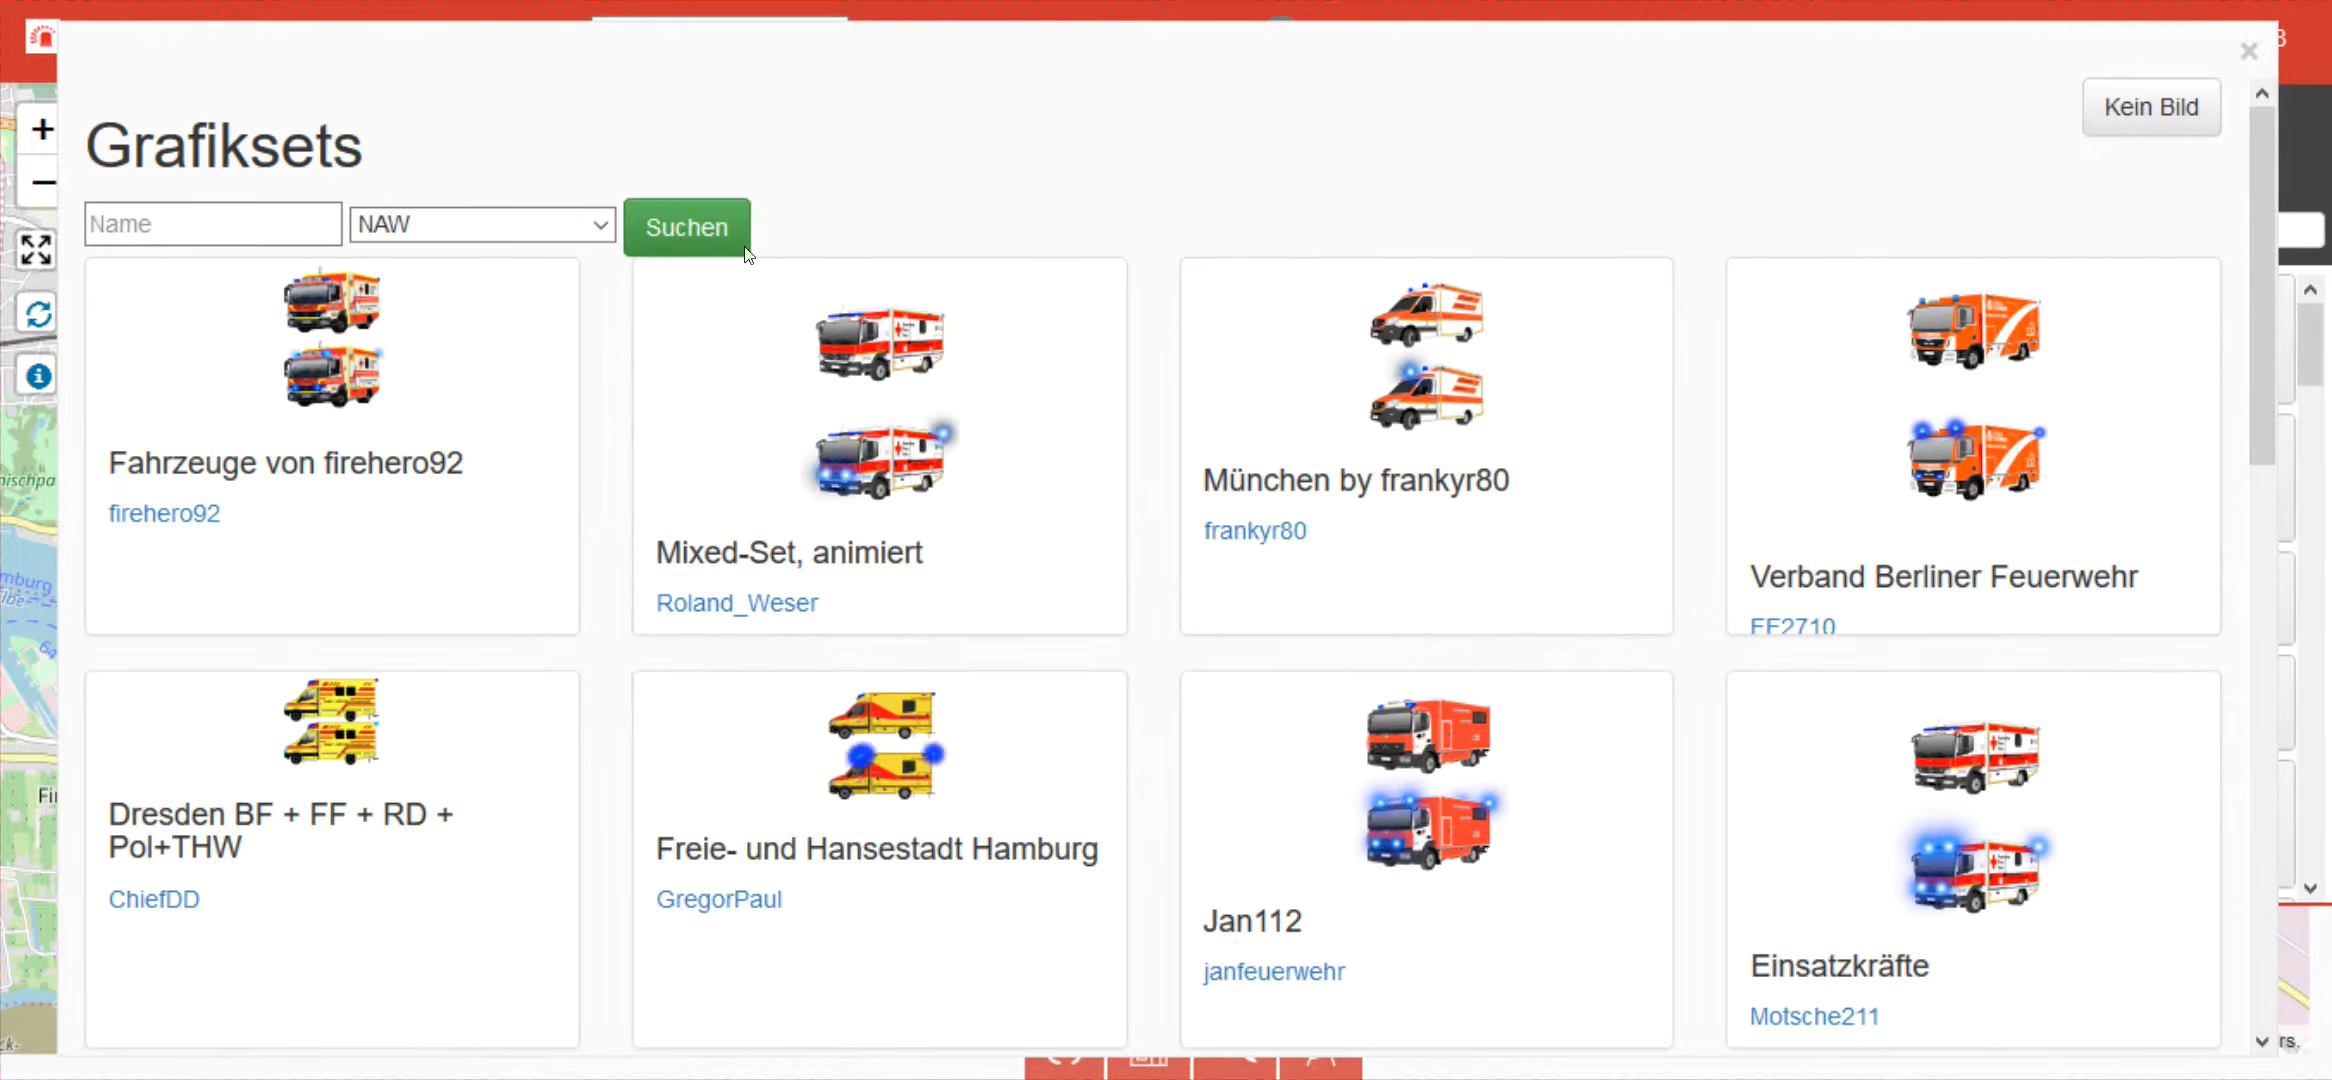 Kein Bild
Grafiksets
Name
NAW
Suchen
Fahrzeuge von firehero92
firehero92
Mixed-Set, animiert
Roland_Weser
München by frankyr80
frankyr80
Verband Berliner Feuerwehr
FF2710
Dresden BF + FF + RD +
Pol+THW
ChiefDD
Freie- und Hansestadt Hamburg
GregorPaul
Jan112
janfeuerwehr
Einsatzkräfte
Motsche211
rs.